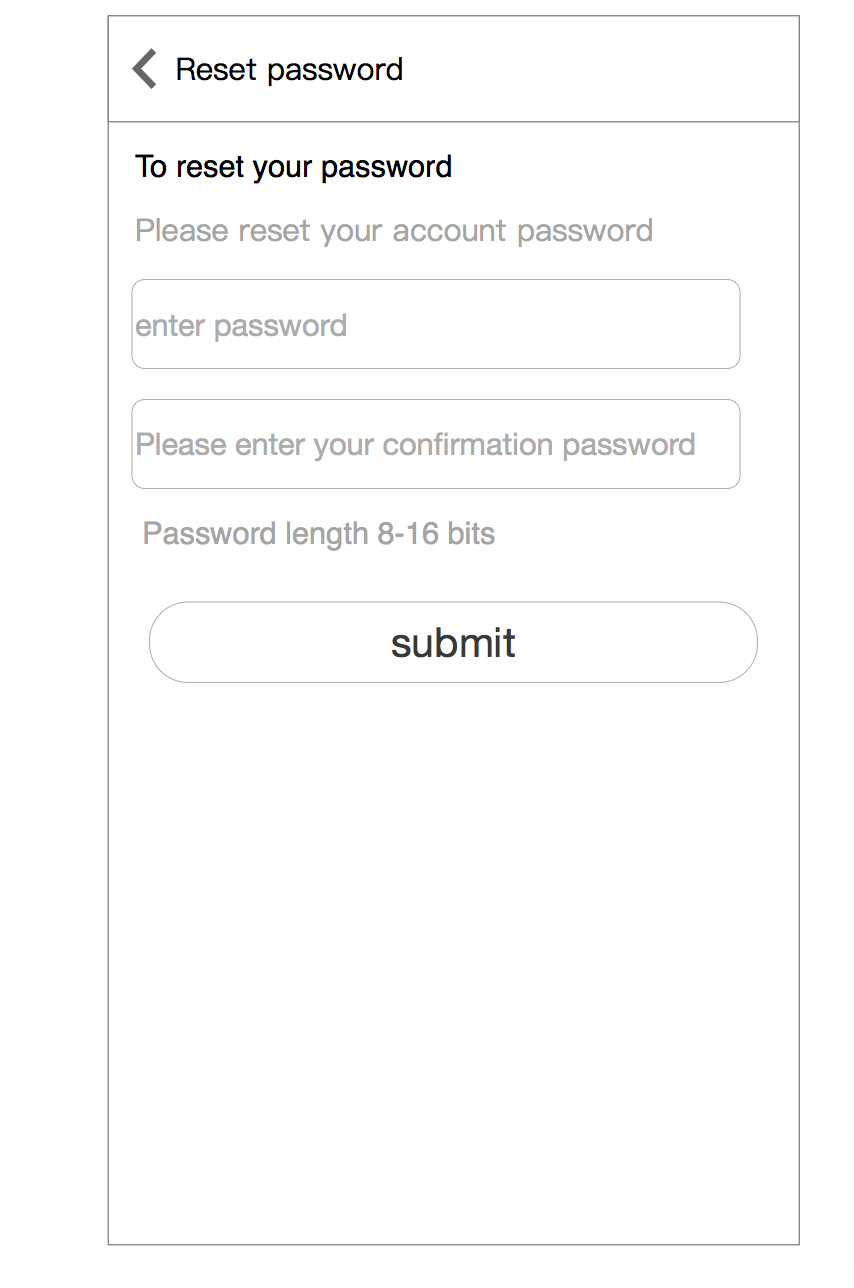 Reset password
To reset your password
Please reset your account password
enter password
Please enter your confirmation password
Password length 8-16 bits
submit